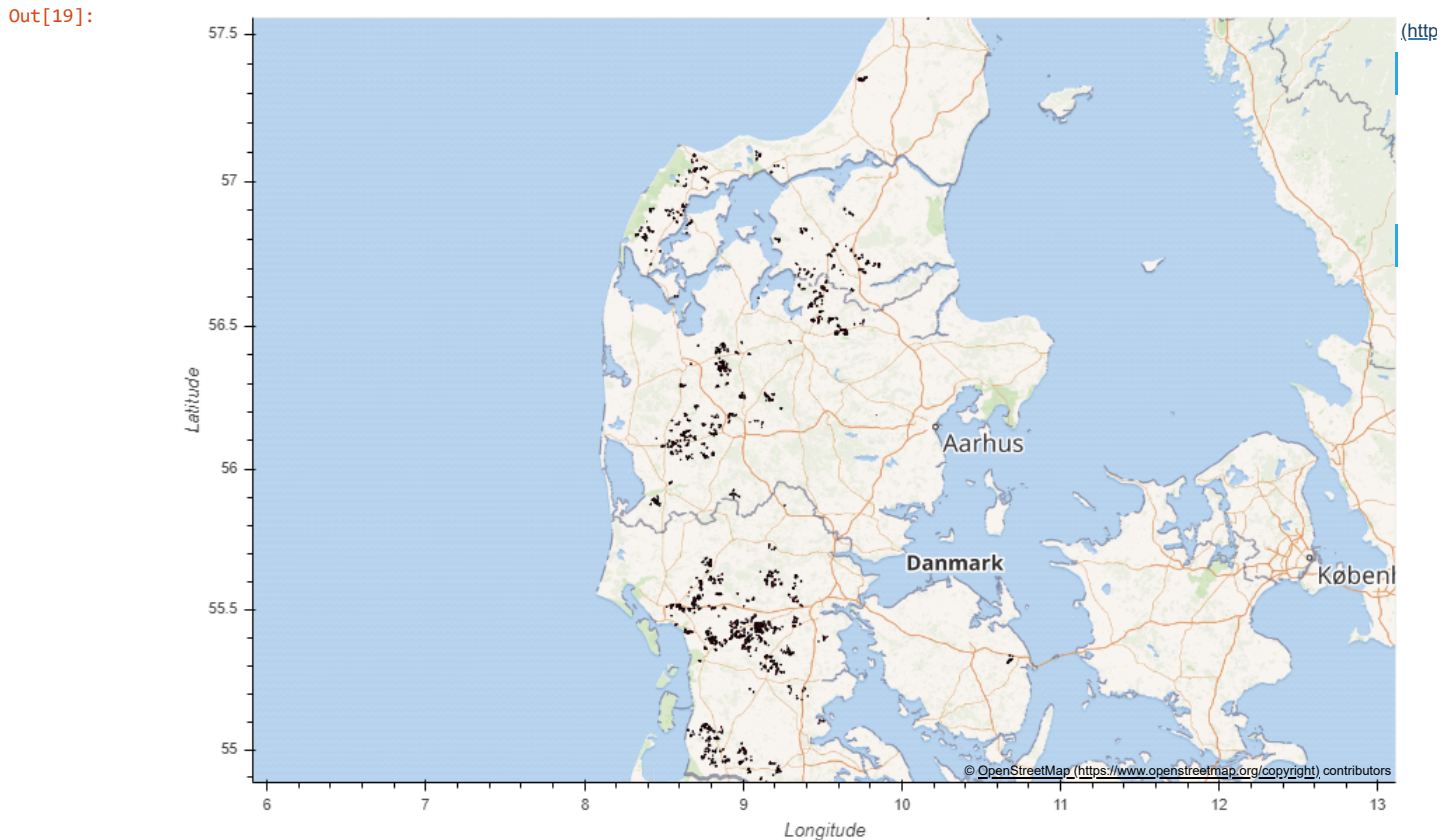 Out[19]:
(http
57.5
57
56.5
56
55.5
55
Latitude
Aarhus
Danmark
Københ
© OpenStreetMap (https://www.openstreetmap.org/copyright) contributors
6 7 8 9 10 11 12 13
Longitude